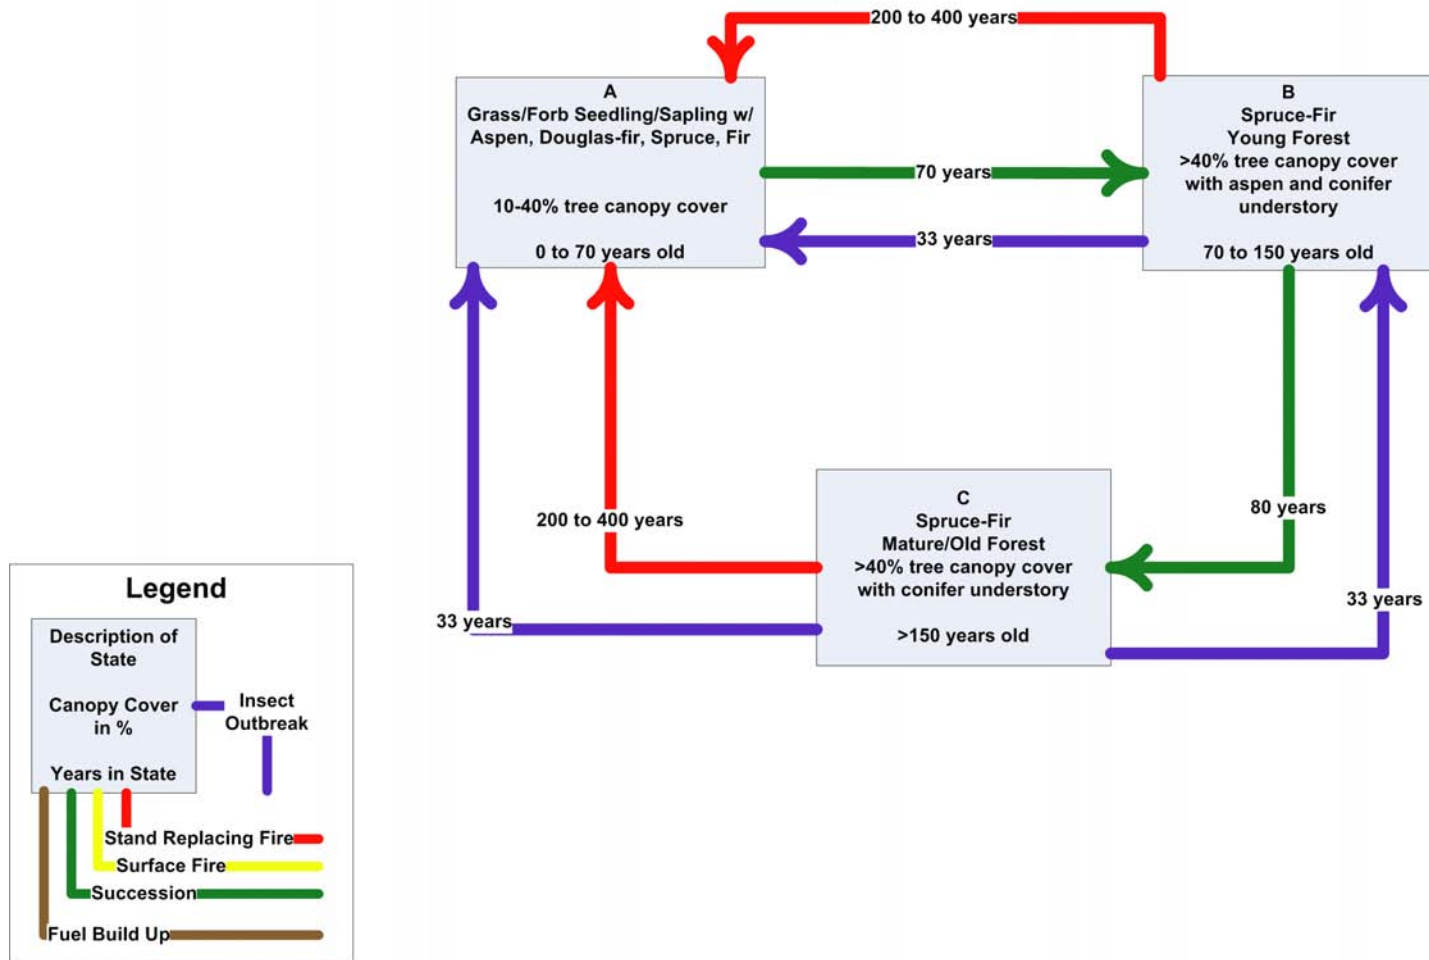 200 to 400 years
A
Grass/Forb Seedling/Sapling w/
Aspen, Douglas-fir, Spruce, Fir
10-40% tree canopy cover
0 to 70 years old
70 years
33 years
B
Spruce-Fir
Young Forest
>40% tree canopy cover
with aspen and conifer
understory
70 to 150 years old
200 to 400 years
33 years
C
Spruce-Fir
Mature/Old Forest
>40% tree canopy cover
with conifer understory
>150 years old
80 years
33 years
Legend
Description of
State
Canopy Cover
in %
Years in State
Insect
Outbreak
Stand Replacing Fire
Surface Fire
Succession
Fuel Build Up